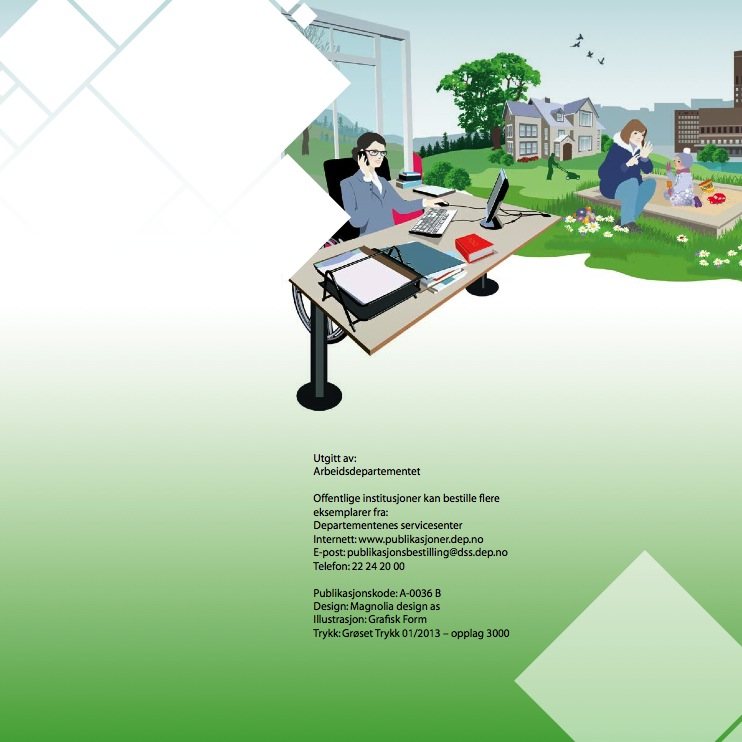 Utgitt av:
Arbeidsdepartementet
Offentlige institusjoner kan bestille flere
eksemplarer fra:
Departementenes servicesenter
Internett: www.publikasjoner.dep.no
E-post: publikasjonsbestilling@dss.dep.no
Telefon: 22 24 20 00
Publikasjonskode: A-0036 B
Design: Magnolia design as
Illustrasjon: Grafisk Form
Trykk: Grøset Trykk 01/2013 – opplag 3000